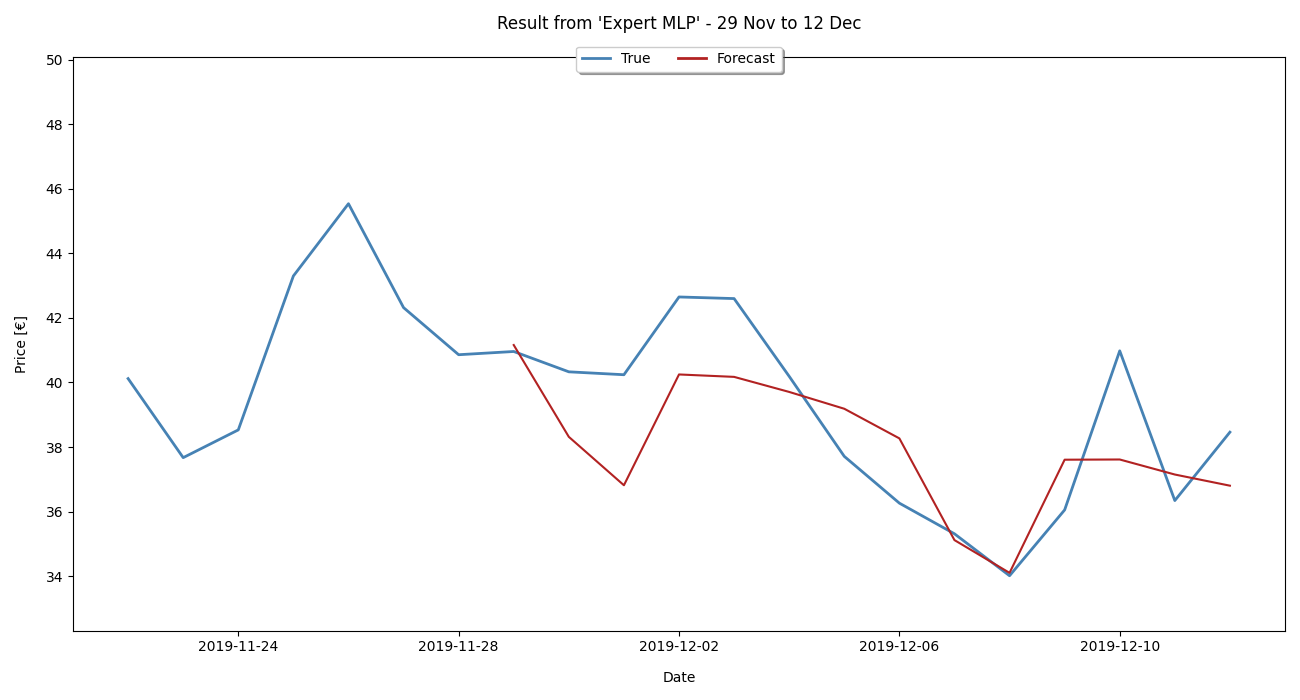 Result from 'Expert MLP' - 29 Nov to 12 Dec
True Forecast
Price [€]
50
48
46
44
42
40
38
36
34
2019-11-24 2019-11-28 2019-12-02 2019-12-06 2019-12-10
Date